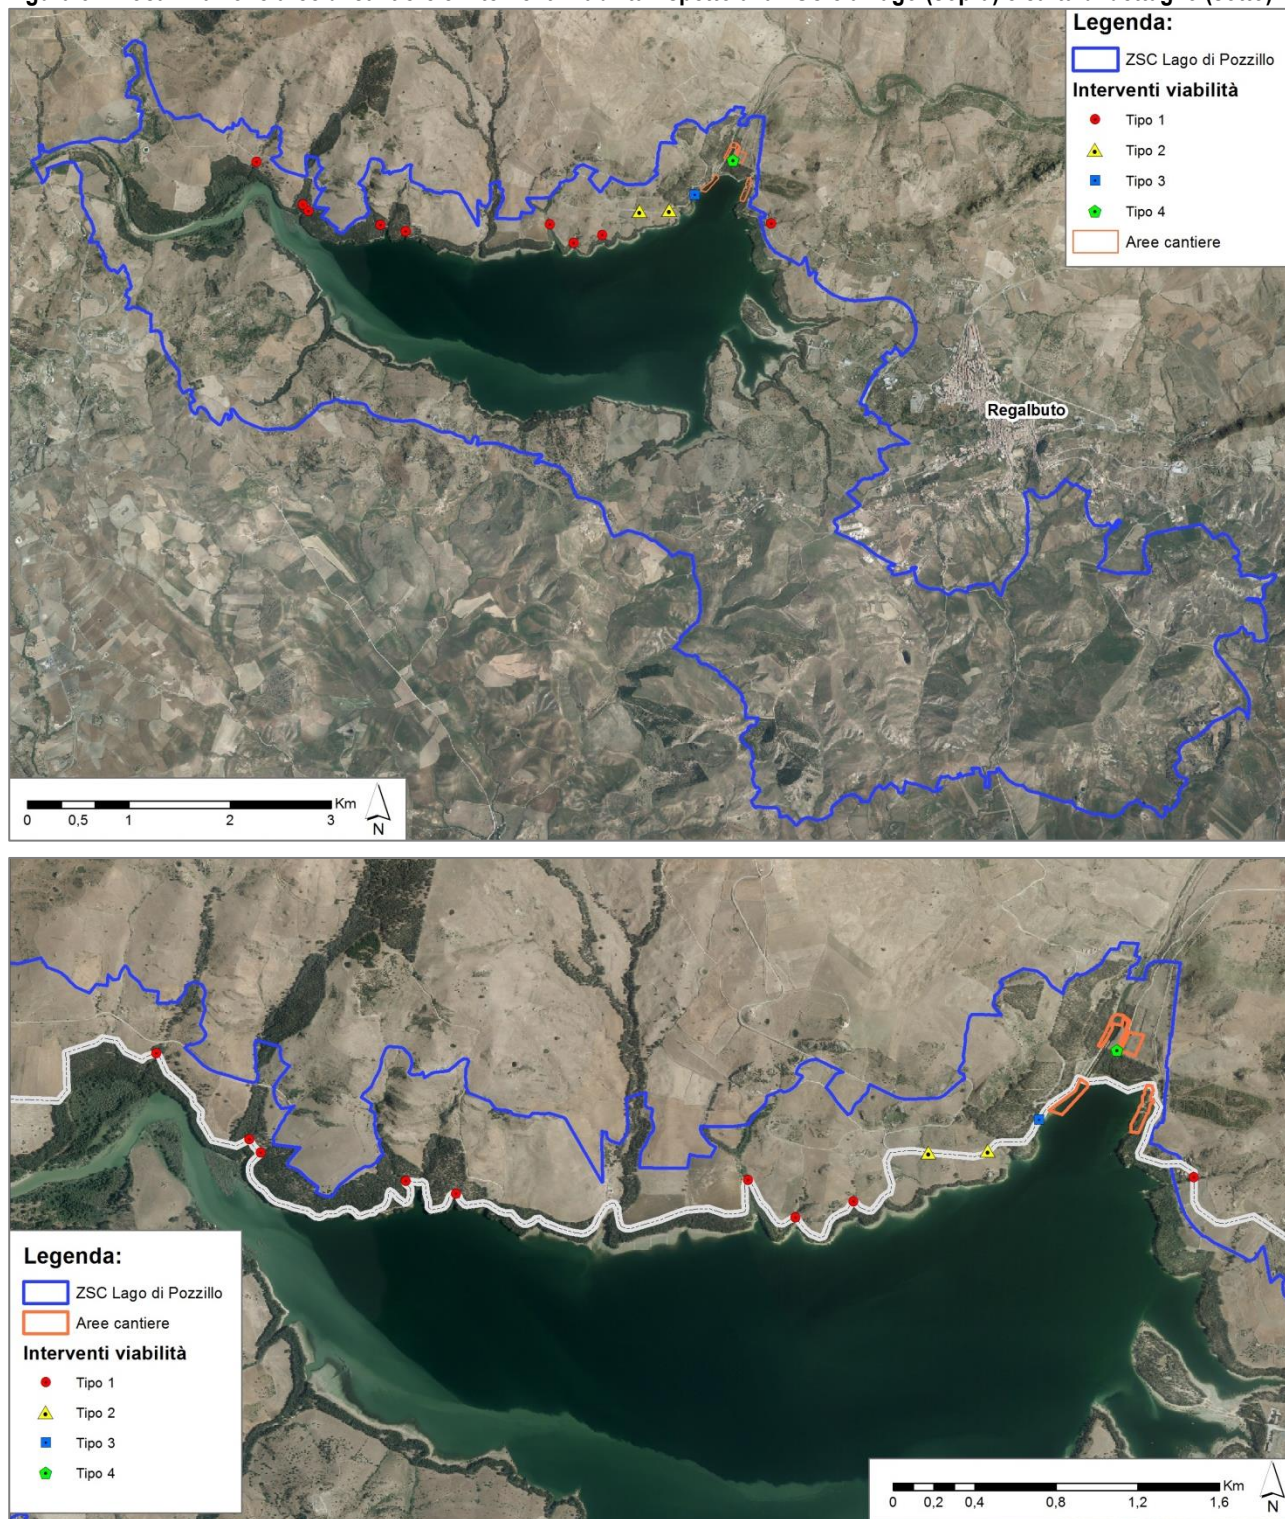 Legenda:
ZSC Lago di Pozzillo
Interventi viabilità
Tipo 1
Tipo 2
Tipo 3
Tipo 4
Aree cantiere
Regalbuto
Km
0 0,5 1 2 3
N
Legenda:
ZSC Lago di Pozzillo
Aree cantiere
Interventi viabilità
Tipo 1
Tipo 2
Tipo 3
Tipo 4
Km
0 0,2 0,4 0,8 1,2 1,6
N